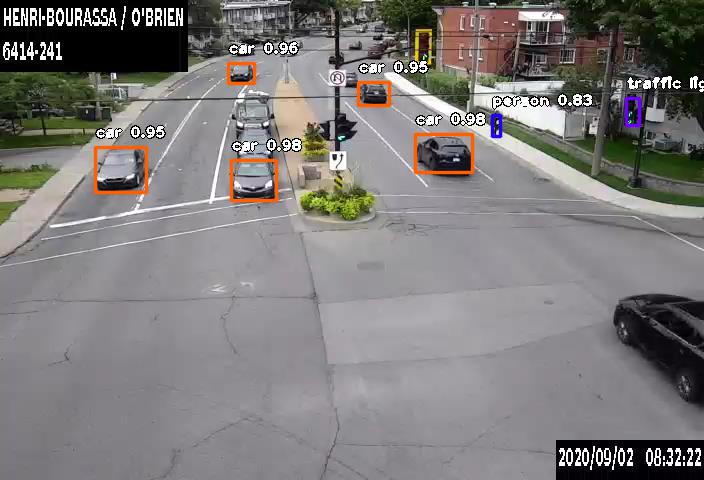 HENRI-BOURASSA / O'BRIEN
6414-241
car 0.96
car 0.95
person 0.83
traffic lig
car 0.95
car 0.98
car 0.98
2020/09/02 08:32:22